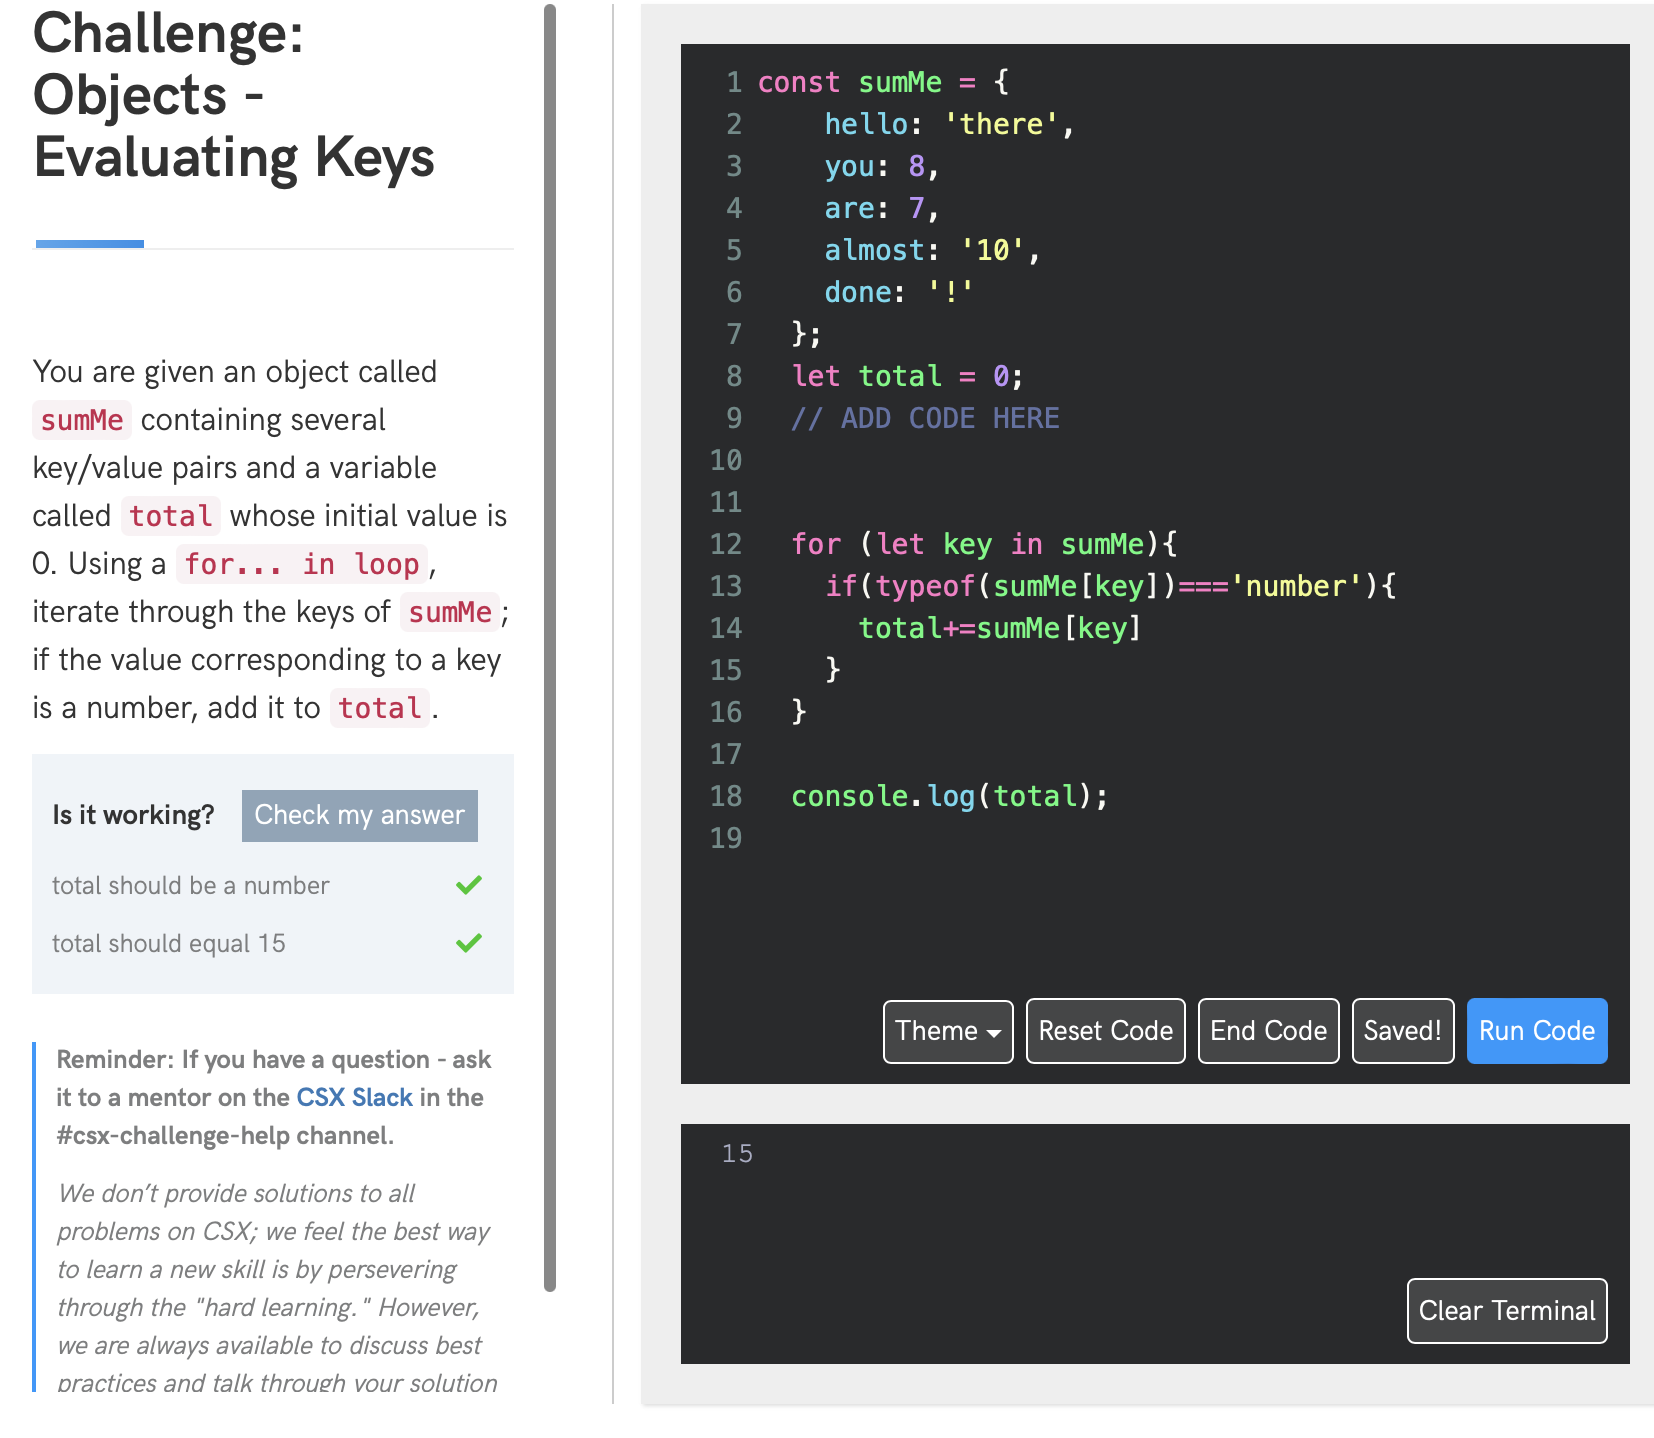 Challenge:
Objects -
Evaluating Keys
You are given an object called
sumMe containing several
key/value pairs and a variable
called total whose initial value is
0. Using a for... in loop,
iterate through the keys of sumMe;
if the value corresponding to a key
is a number, add it to total.
Is it working? Check my answer
total should be a number
total should equal 15
Reminder: If you have a question - ask
it to a mentor on the CSX Slack in the
#csx-challenge-help channel.
We don’t provide solutions to all
problems on CSX; we feel the best way
to learn a new skill is by persevering
through the "hard learning." However,
we are always available to discuss best
practices and talk through your solution
1 const sumMe = {
2 hello: 'there',
3 you: 8,
4 are: 7,
5 almost: '10',
6 done: '!'
7 };
8 let total = 0;
9 // ADD CODE HERE
10
11
12 for (let key in sumMe){
13 if(typeof(sumMe[key])==='number'){
14 total+=sumMe[key]
15 }
16 }
17
18 console.log(total);
19
Theme Reset Code End Code Saved! Run Code
15
Clear Terminal